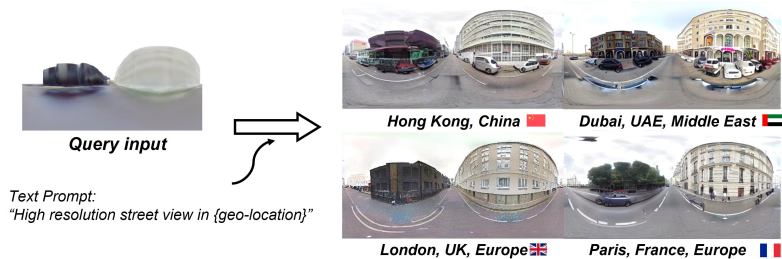 Query input
Text Prompt:
“High resolution street view in {geo-location}”
Hong Kong, China
Dubai, UAE, Middle East
London, UK, Europe
Paris, France, Europe